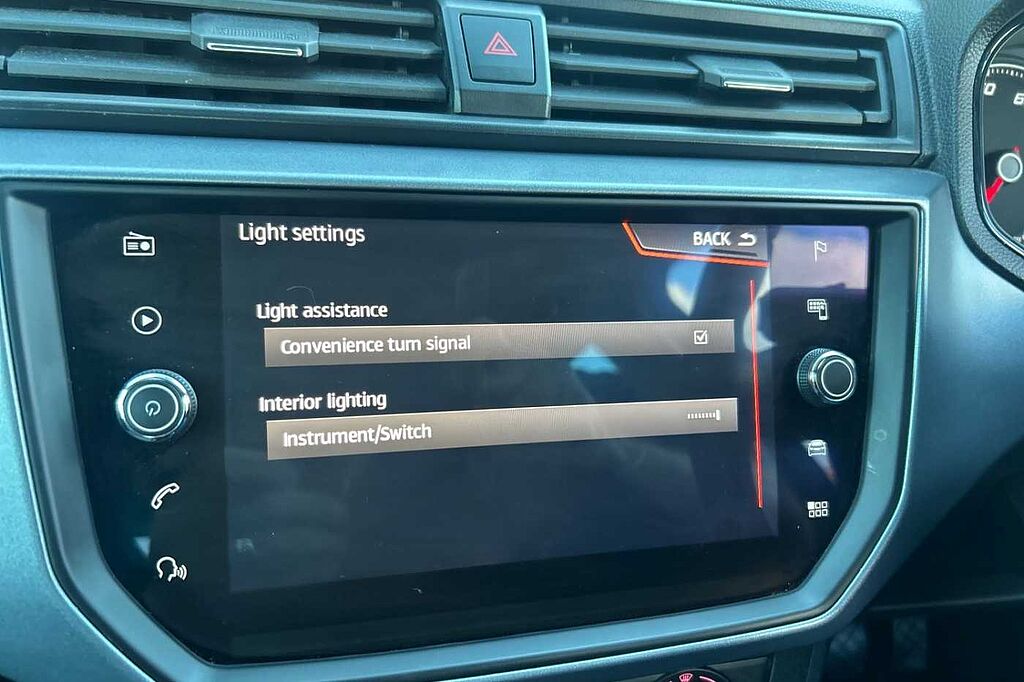 Light settings
BACK
Light assistance
Convenience turn signal
Interior lighting
Instrument/Switch